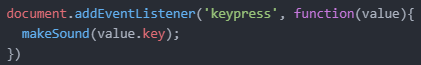 document.addEventListener('keypress', function(value){
  makeSound(value.key);
})